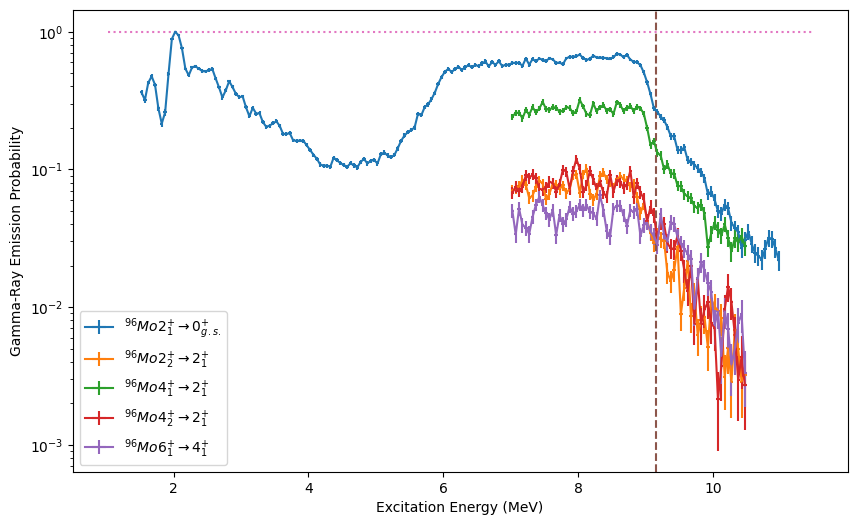 Gamma-Ray Emission Probability
10⁰
10⁻¹
10⁻²
10⁻³
⁹⁶Mo2₁⁺ → 0⁺g.s.
⁹⁶Mo2₂⁺ → 2₁⁺
⁹⁶Mo4₁⁺ → 2₁⁺
⁹⁶Mo4₂⁺ → 2₁⁺
⁹⁶Mo6₁⁺ → 4₁⁺
2 4 6 8 10
Excitation Energy (MeV)